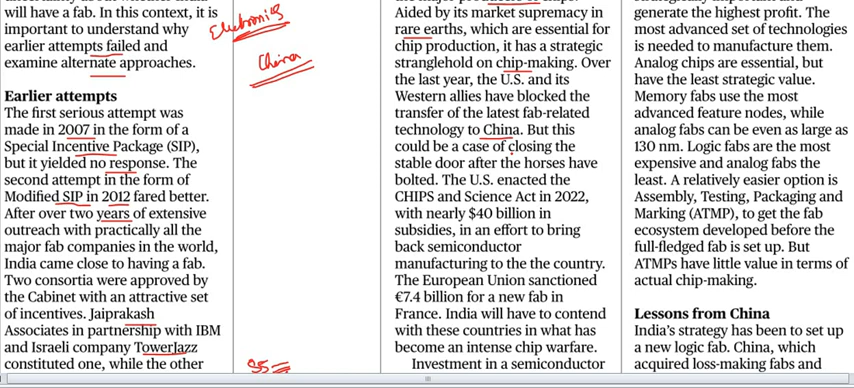 will have a fab. In this context, it is
important to understand why
earlier attempts failed and
examine alternate approaches.
Earlier attempts
The first serious attempt was
made in 2007 in the form of a
Special Incentive Package (SIP),
but it yielded no response. The
second attempt in the form of
Modified SIP in 2012 fared better.
After over two years of extensive
outreach with practically all the
major fab companies in the world,
India came close to having a fab.
Two consortia were approved by
the Cabinet with an attractive set
of incentives. Jaiprakash
Associates in partnership with IBM
and Israeli company TowerJazz
constituted one, while the other
Electronics
China
35
Aided by its market supremacy in
rare earths, which are essential for
chip production, it has a strategic
stranglehold on chip-making. Over
the last year, the U.S. and its
Western allies have blocked the
transfer of the latest fab-related
technology to China. But this
could be a case of closing the
stable door after the horses have
bolted. The U.S. enacted the
CHIPS and Science Act in 2022,
with nearly $40 billion in
subsidies, in an effort to bring
back semiconductor
manufacturing to the the country.
The European Union sanctioned
€7.4 billion for a new fab in
France. India will have to contend
with these countries in what has
become an intense chip warfare.
Investment in a semiconductor
generate the highest profit. The
most advanced set of technologies
is needed to manufacture them.
Analog chips are essential, but
have the least strategic value.
Memory fabs use the most
advanced feature nodes, while
analog fabs can be even as large as
130 nm. Logic fabs are the most
expensive and analog fabs the
least. A relatively easier option is
Assembly, Testing, Packaging and
Marking (ATMP), to get the fab
ecosystem developed before the
full-fledged fab is set up. But
ATMPs have little value in terms of
actual chip-making.
Lessons from China
India's strategy has been to set up
a new logic fab. China, which
acquired loss-making fabs and